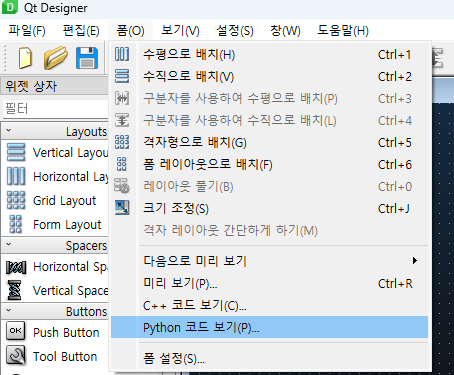 Qt Designer
파일(F) 편집(E) 폼(O) 보기(V) 설정(S) 창(W) 도움말(H)
수평으로 배치(H) Ctrl+1
수직으로 배치(V) Ctrl+2
위젯 상자
구분자를 사용하여 수평으로 배치(P) Ctrl+3
필터
구분자를 사용하여 수직으로 배치(L) Ctrl+4
Layouts
격자형으로 배치(G) Ctrl+5
Vertical Layou
폼 레이아웃으로 배치(F) Ctrl+6
Horizontal Lay
레이아웃 풀기(B) Ctrl+0
Grid Layout
크기 조정(S) Ctrl+J
Form Layout
격자 레이아웃 간단하게 하기(M)
Spacers
다음으로 미리 보기
Horizontal Spa
미리 보기(P)... Ctrl+R
Vertical Space
C++ 코드 보기(C)...
Buttons
Python 코드 보기(P)...
OK Push Button
Tool Button
폼 설정(S)...